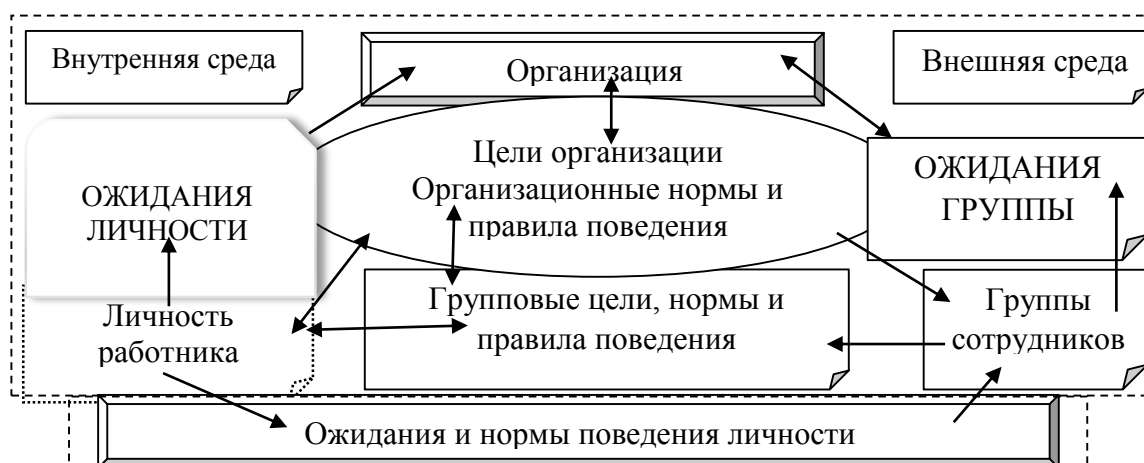 Внутренняя среда
Организация
Внешняя среда
ОЖИДАНИЯ
ЛИЧНОСТИ
Цели организации
Организационные нормы и
правила поведения
ОЖИДАНИЯ
ГРУППЫ
Личность
работника
Групповые цели, нормы и
правила поведения
Группы
сотрудников
Ожидания и нормы поведения личности